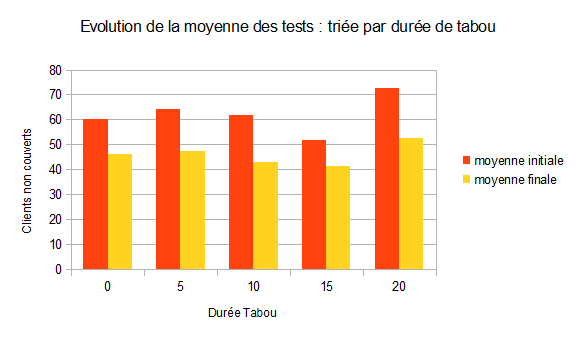 Evolution de la moyenne des tests : triée par durée de tabou
80
70
60
50
40
30
20
10
0
Clients non couverts
0 5 10 15 20
Durée Tabou
moyenne initiale
moyenne finale